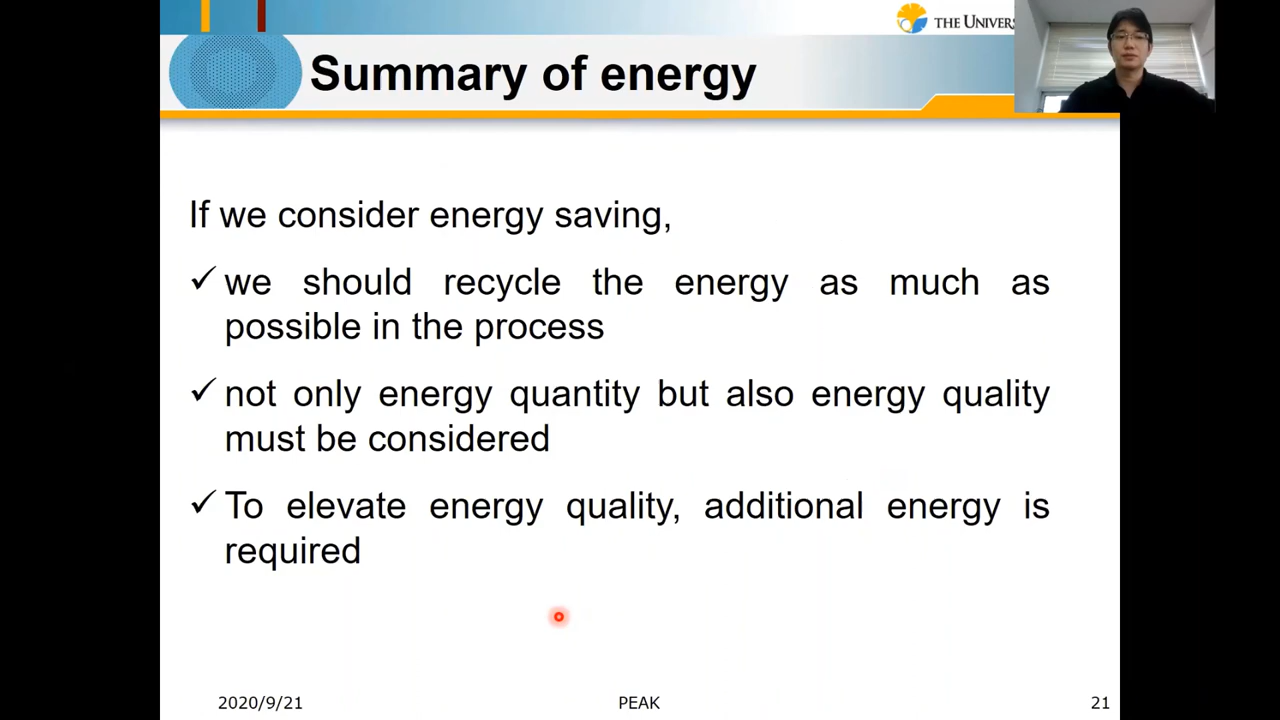 THE UNIVERS
Summary of energy
If we consider energy saving,
✓ we should recycle the energy as much as
possible in the process
✓ not only energy quantity but also energy quality
must be considered
✓ To elevate energy quality, additional energy is
required
2020/9/21
PEAK
21